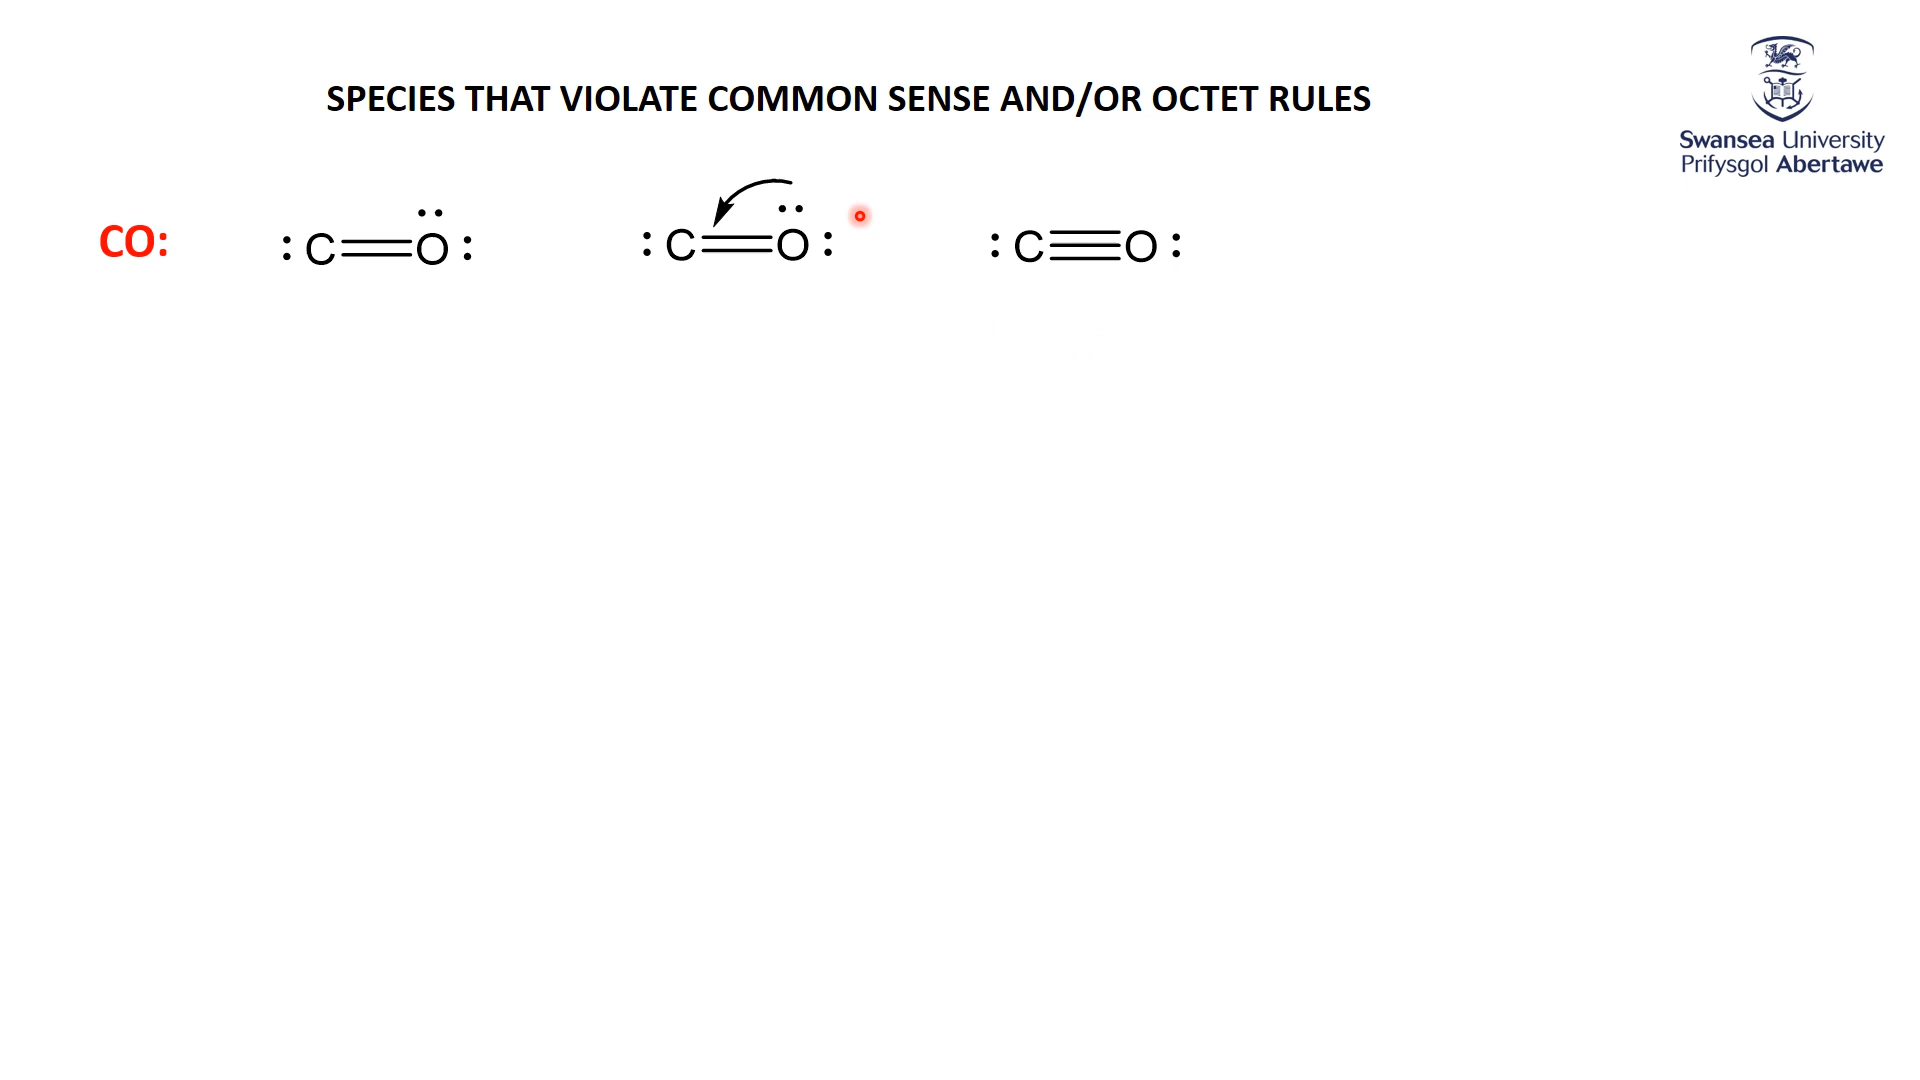 SPECIES THAT VIOLATE COMMON SENSE AND/OR OCTET RULES
Swansea University
Prifysgol Abertawe
CO:
:C=O:
:C=O:
:C≡O: